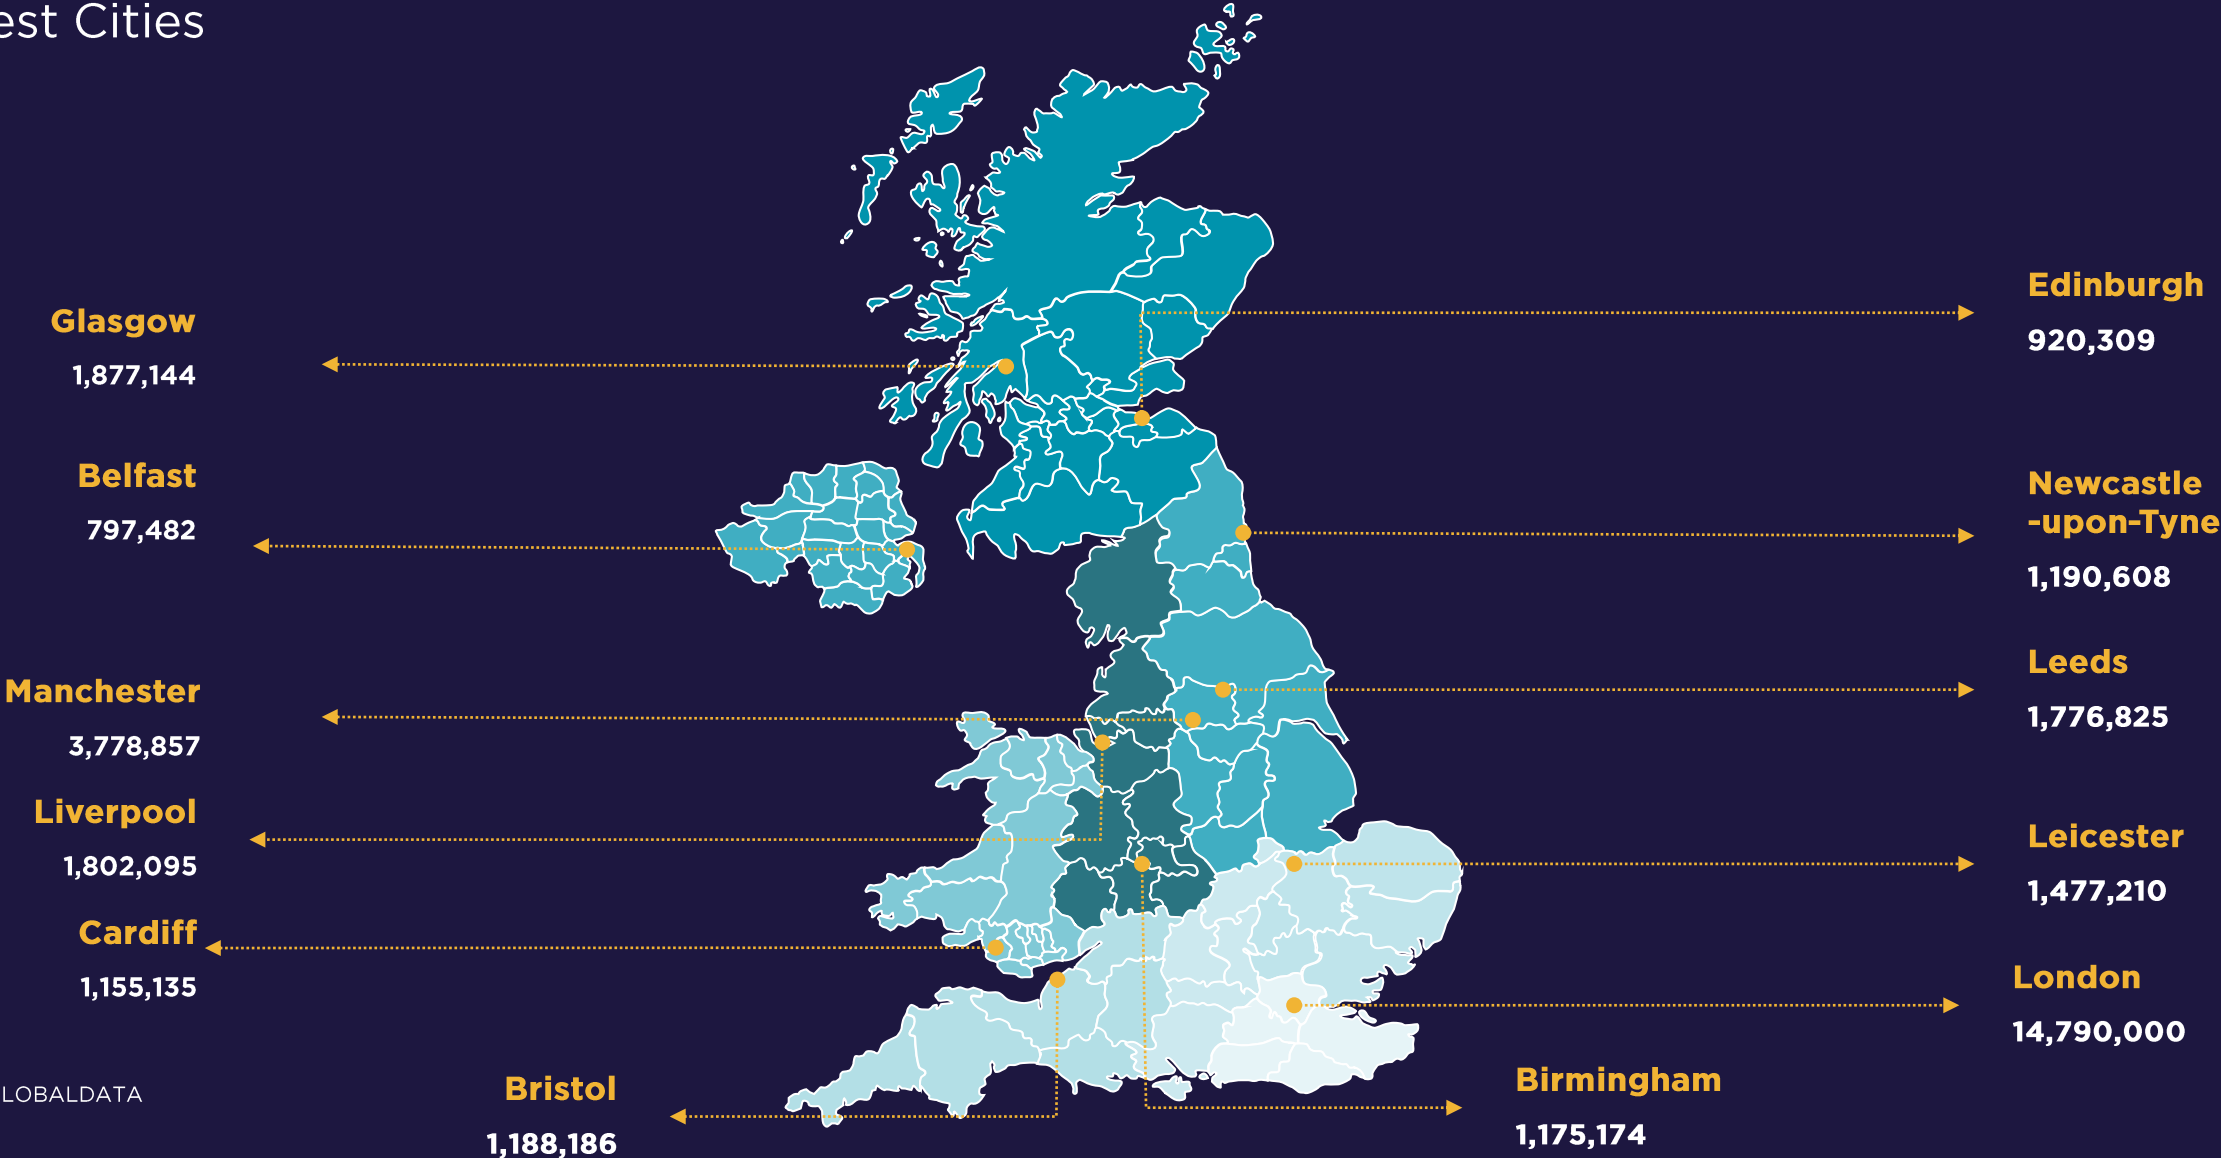 est Cities
Glasgow
1,877,144
Belfast
797,482
Manchester
3,778,857
Liverpool
1,802,095
Cardiff
1,155,135
LOBALDATA
Bristol
1,188,186
Edinburgh
920,309
Newcastle
-upon-Tyne
1,190,608
Leeds
1,776,825
Leicester
1,477,210
London
14,790,000
Birmingham
1,175,174